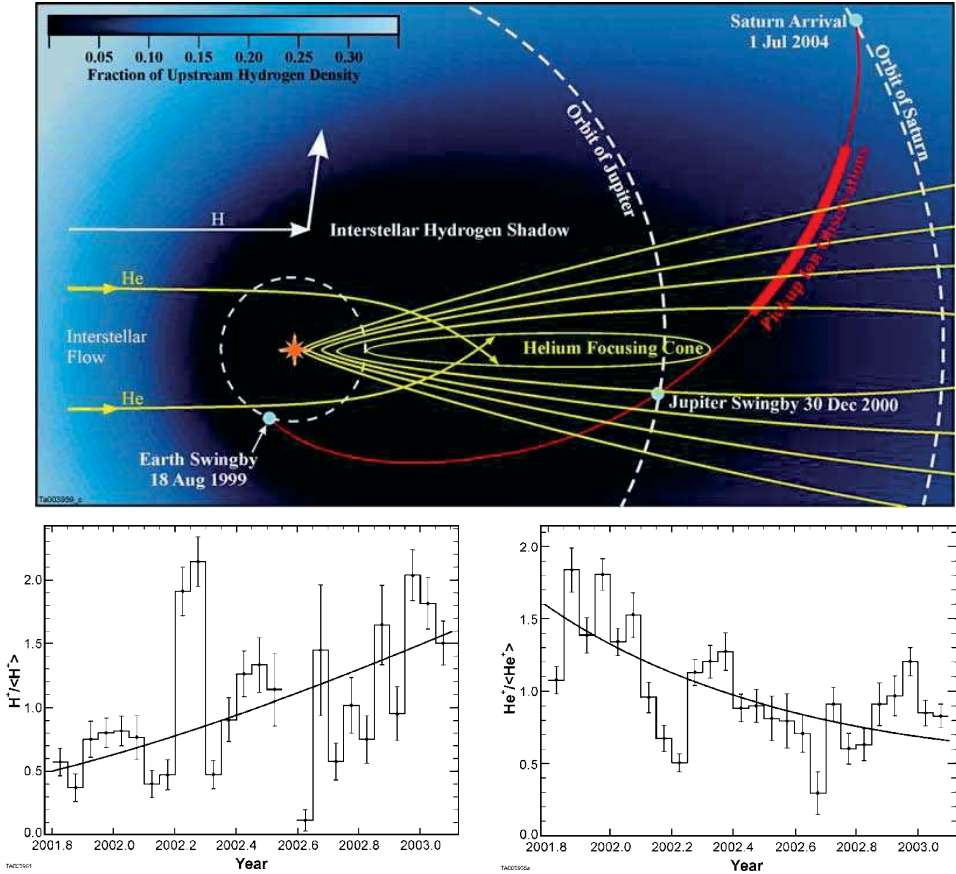 0.05 0.10 0.15 0.20 0.25 0.30
Fraction of Upstream Hydrogen Density
Saturn Arrival
1 Jul 2004
Orbit of Jupiter
Orbit of Saturn
H
Interstellar Hydrogen Shadow
He
Pickup Ion Observations
Interstellar
Flow
Helium Focusing Cone
He
Jupiter Swingby 30 Dec 2000
Earth Swingby
18 Aug 1999
H⁺/<H⁺>
2.0
1.5
1.0
0.5
0.0
2001.8 2002.0 2002.2 2002.4 2002.6 2002.8 2003.0
Year
He⁺/<He⁺>
2.0
1.5
1.0
0.5
0.0
2001.8 2002.0 2002.2 2002.4 2002.6 2002.8 2003.0
Year